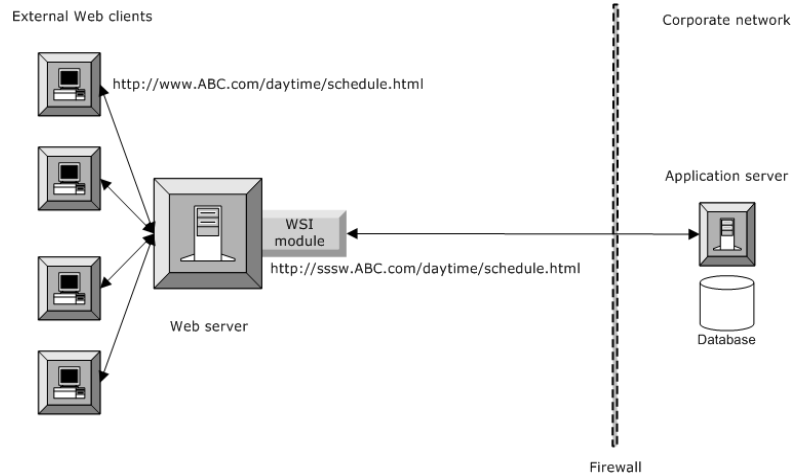 External Web clients
Corporate network
http://www.ABC.com/daytime/schedule.html
Application server
WSI
module
http://sssw.ABC.com/daytime/schedule.html
Web server
Database
Firewall